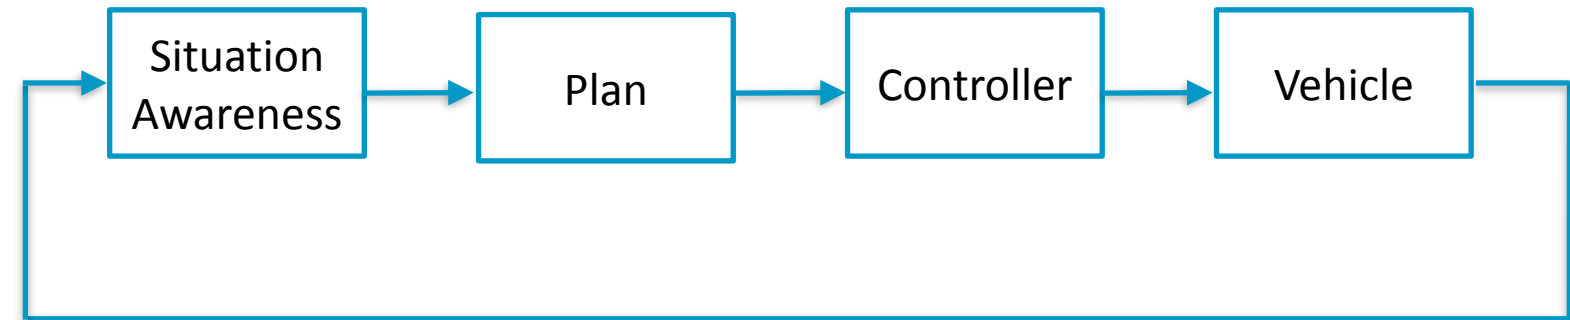 Situation
Awareness
Plan
Controller
Vehicle